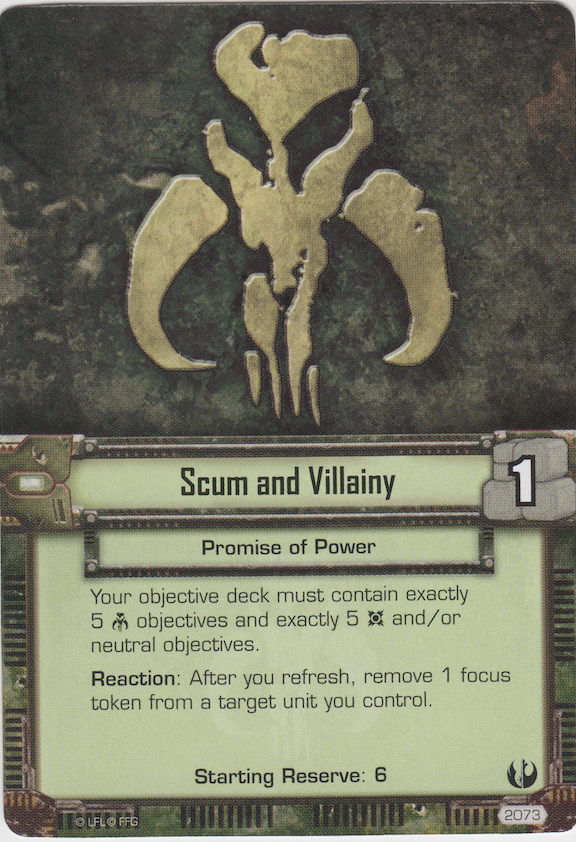 Scum and Villainy
1
Promise of Power
Your objective deck must contain exactly
5 objectives and exactly 5 and/or
neutral objectives.
Reaction: After you refresh, remove 1 focus
token from a target unit you control.
Starting Reserve: 6
© LFL © FFG
2073